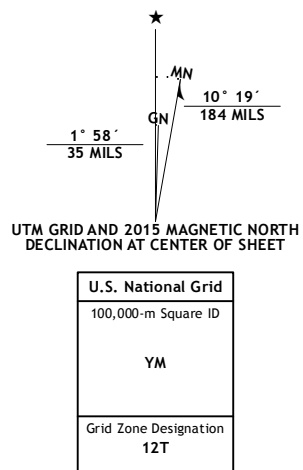 MN
GN
10° 19´
184 MILS
1° 58´
35 MILS
UTM GRID AND 2015 MAGNETIC NORTH
DECLINATION AT CENTER OF SHEET
U.S. National Grid
100,000-m Square ID
YM
Grid Zone Designation
12T